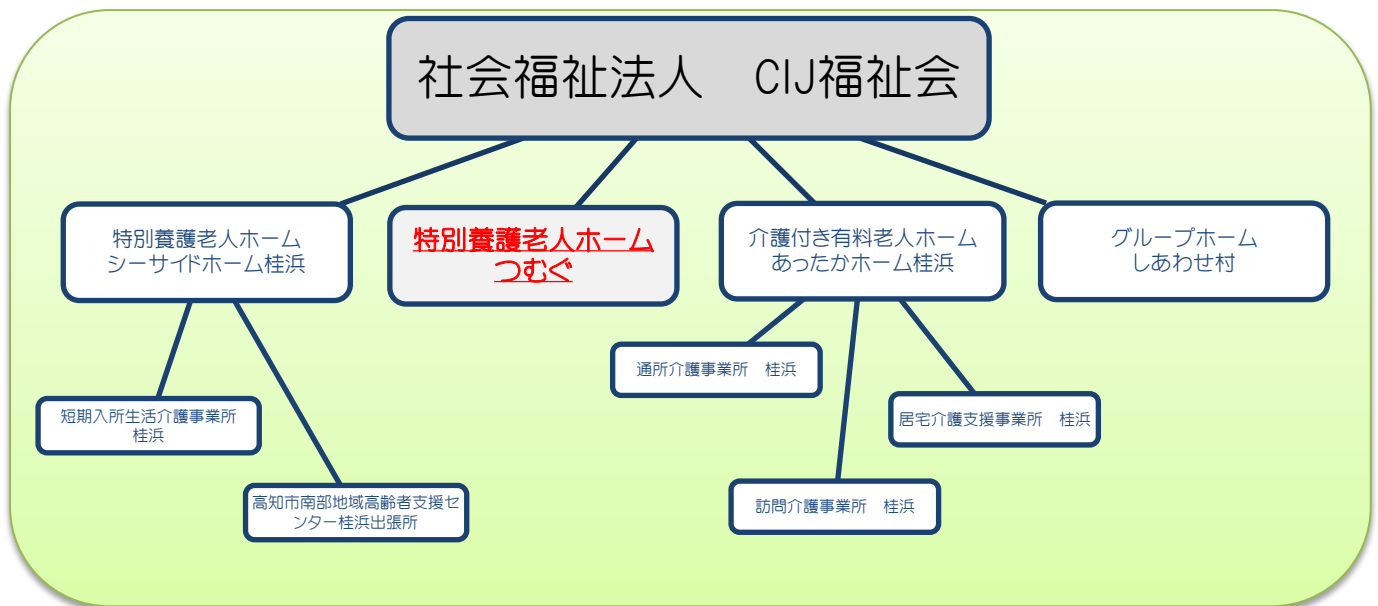 社会福祉法人　CIJ福祉会
特別養護老人ホーム
シーサイドホーム桂浜
特別養護老人ホーム
つむぐ
介護付き有料老人ホーム
あったかホーム桂浜
グループホーム
しあわせ村
短期入所生活介護事業所
桂浜
高知市南部地域高齢者支援セ
ンター桂浜出張所
通所介護事業所　桂浜
訪問介護事業所　桂浜
居宅介護支援事業所　桂浜